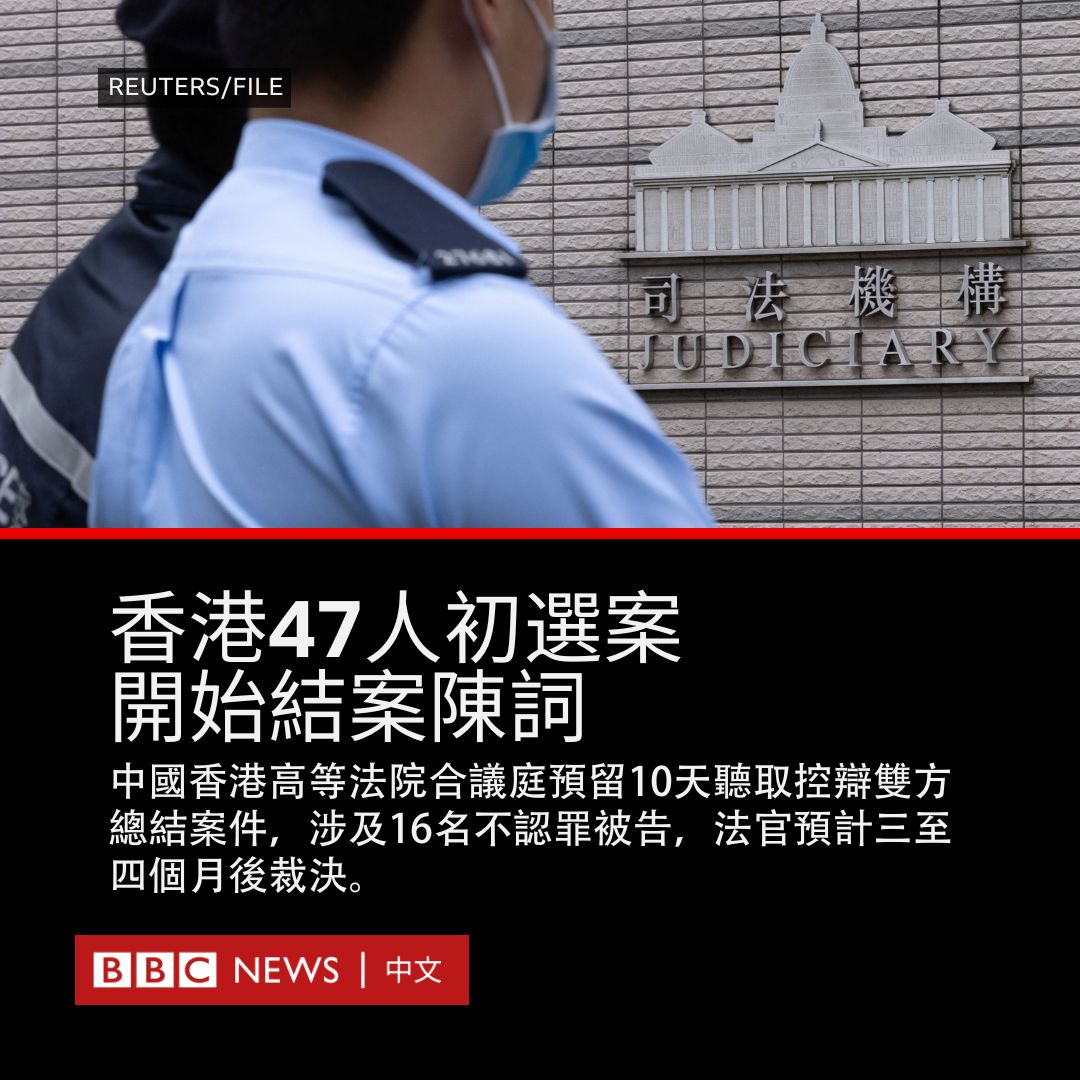 REUTERS/FILE
司法機構
JUDICIARY
香港47人初選案
開始結案陳詞
中國香港高等法院合議庭預留10天聽取控辯雙方
總結案件，涉及16名不認罪被告，法官預計三至
四個月後裁決。
BBC NEWS | 中文